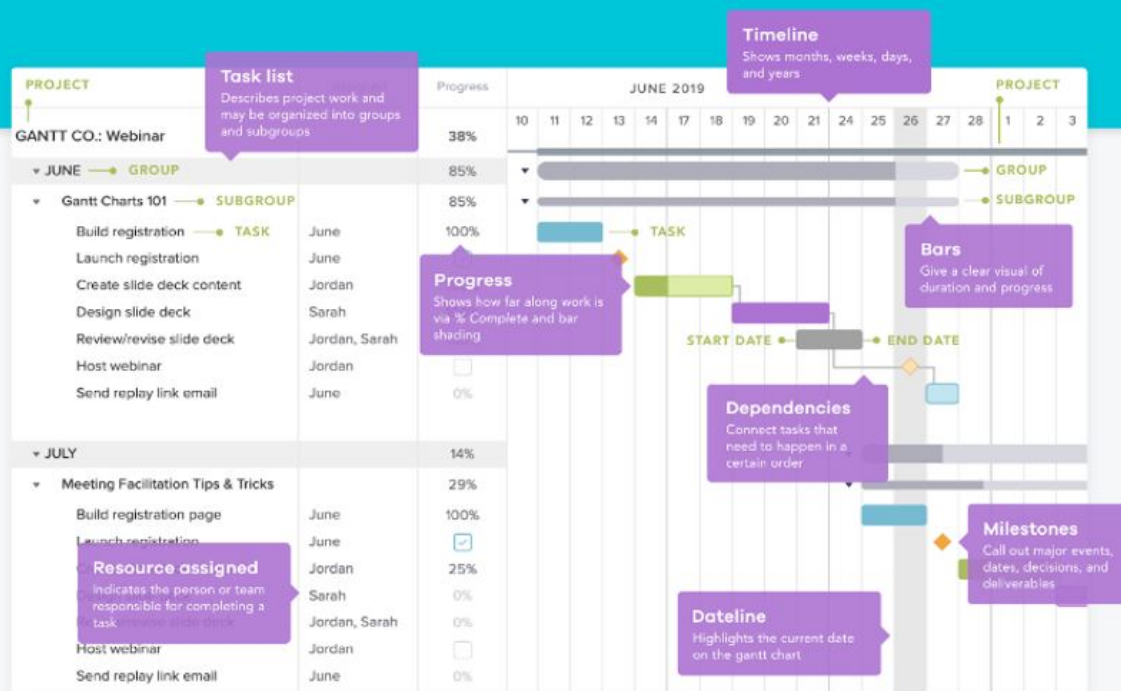 Timeline
Shows months, weeks, days,
and years
Task list
Describes project work and
may be organized into groups
and subgroups
PROJECT
Progress
JUNE 2019
PROJECT
10 11 12 13 14 17 18 19 20 21 24 25 26 27 28 1 2 3
GANTT CO.: Webinar 38%
JUNE GROUP 85% GROUP
Gantt Charts 101 SUBGROUP 85% SUBGROUP
Build registration TASK June 100% TASK
Launch registration June
Create slide deck content Jordan
Design slide deck Sarah
Review/revise slide deck Jordan, Sarah START DATE END DATE
Host webinar Jordan
Send replay link email June 0%
Progress
Shows how far along work is
via % Complete and bar
shading
Bars
Give a clear visual of
duration and progress
Dependencies
Connect tasks that
need to happen in a
certain order
JULY 14%
Meeting Facilitation Tips & Tricks 29%
Build registration page June 100%
Launch registration June
Jordan 25%
Sarah 0%
Jordan, Sarah 0%
Host webinar Jordan
Send replay link email June 0%
Resource assigned
Indicates the person or team
responsible for completing a
task
Milestones
Call out major events,
dates, decisions, and
deliverables
Dateline
Highlights the current date
on the gantt chart